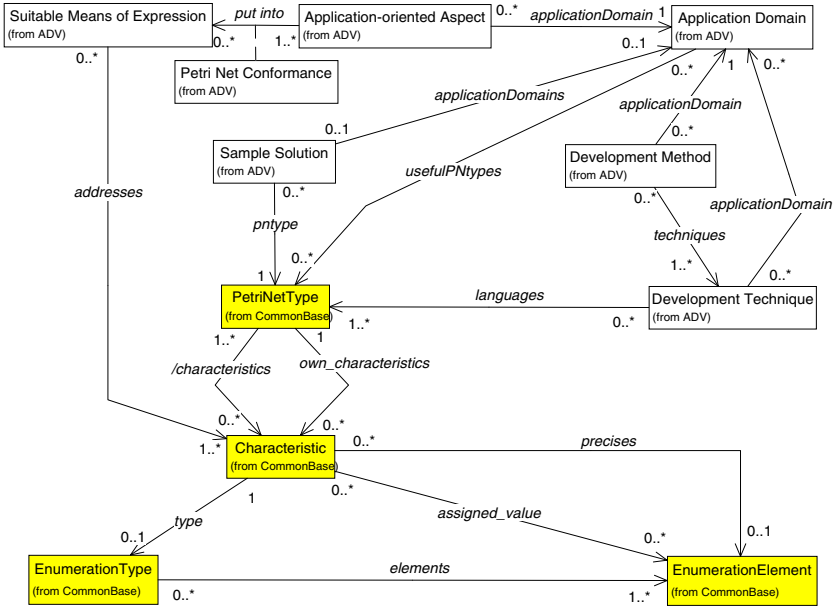 Suitable Means of Expression
(from ADV)
put into
0..*
1..*
Application-oriented Aspect
(from ADV)
0..*
applicationDomain
1
Application Domain
(from ADV)
0..*
Petri Net Conformance
(from ADV)
0..1
0..*
1
0..*
applicationDomains
applicationDomain
0..1
0..*
Sample Solution
(from ADV)
usefulPNtypes
Development Method
(from ADV)
addresses
0..*
0..*
applicationDomain
pntype
techniques
0..*
1
1..*
0..*
PetriNetType
(from CommonBase)
languages
Development Technique
(from ADV)
1..*
0..*
1..*
1
/characteristics
own_characteristics
0..*
0..*
1..*
Characteristic
(from CommonBase)
0..*
precises
1
0..*
type
assigned_value
0..1
0..*
0..1
EnumerationType
(from CommonBase)
elements
EnumerationElement
(from CommonBase)
0..*
1..*